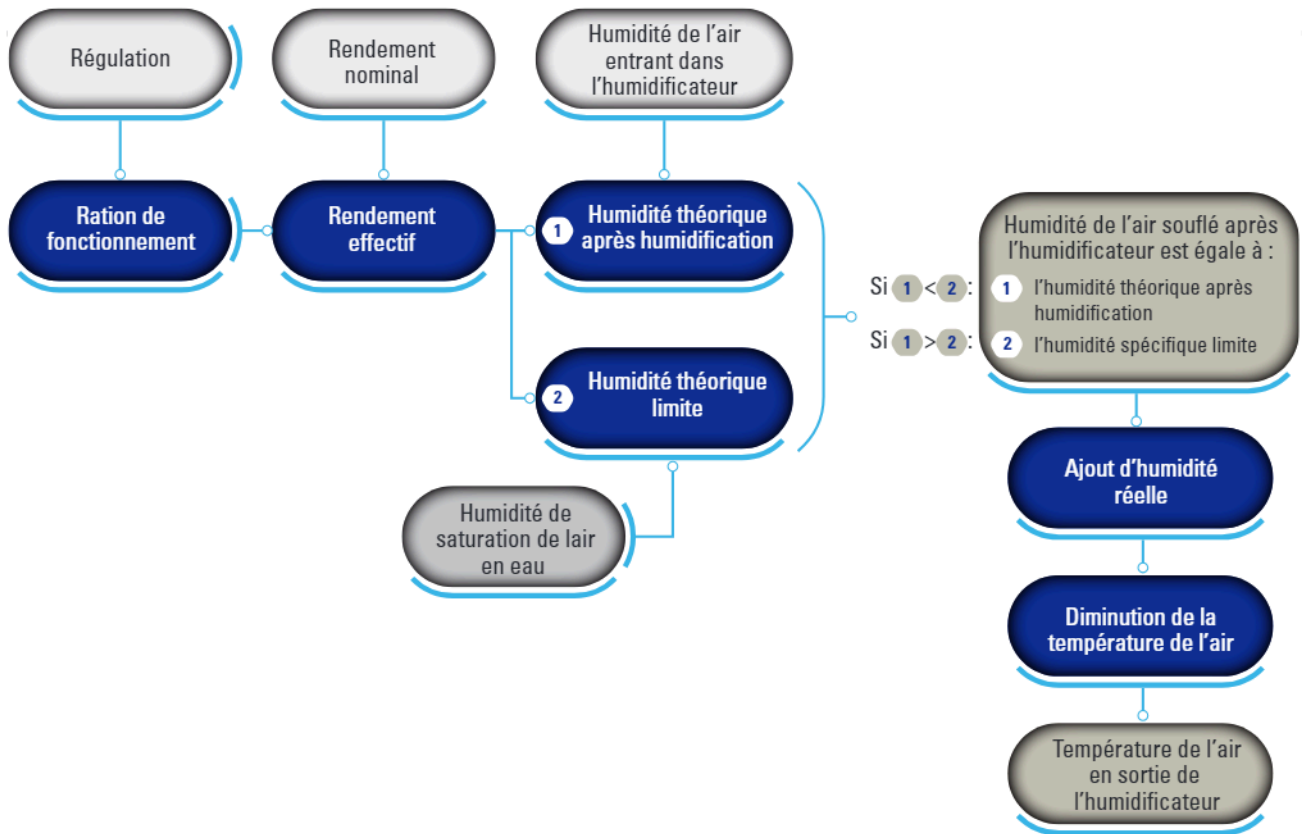 Régulation
Rendement
nominal
Humidité de l'air
entrant dans
l'humidificateur
Ration de
fonctionnement
Rendement
effectif
1
Humidité théorique
après humidification
2
Humidité théorique
limite
Humidité de
saturation de lair
en eau
Si 1 < 2 :
Si 1 > 2 :
Humidité de l'air souflé après
l'humidificateur est égale à :
1 l'humidité théorique après
humidification
2 l'humidité spécifique limite
Ajout d'humidité
réelle
Diminution de la
température de l'air
Température de l'air
en sortie de
l'humidificateur